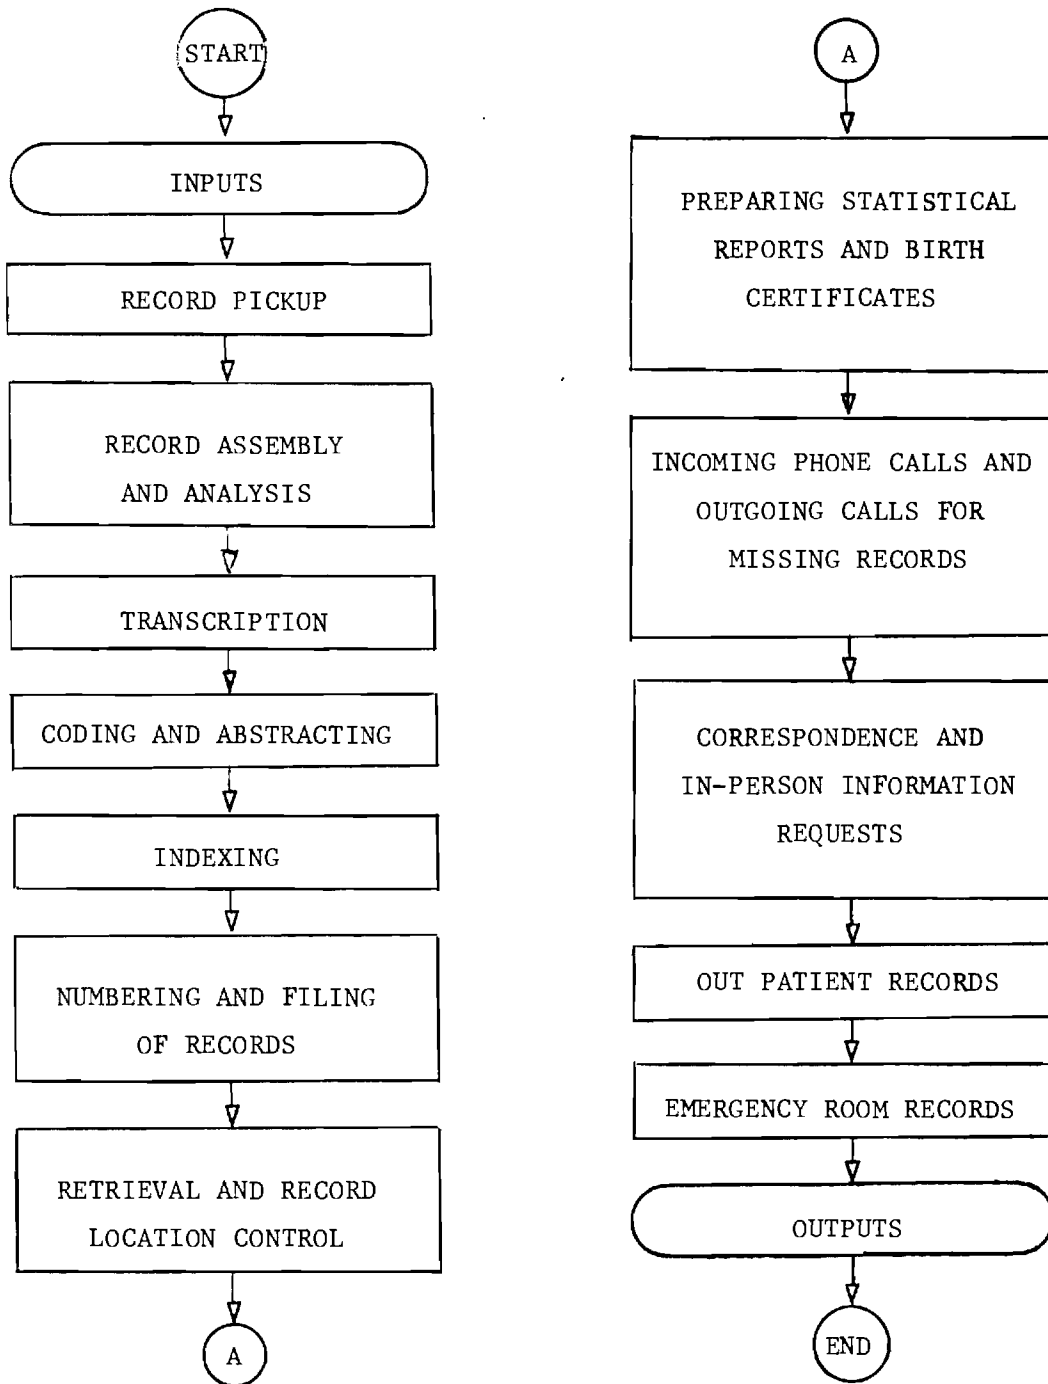 START
INPUTS
RECORD PICKUP
RECORD ASSEMBLY
AND ANALYSIS
TRANSCRIPTION
CODING AND ABSTRACTING
INDEXING
NUMBERING AND FILING
OF RECORDS
RETRIEVAL AND RECORD
LOCATION CONTROL
A
A
PREPARING STATISTICAL
REPORTS AND BIRTH
CERTIFICATES
INCOMING PHONE CALLS AND
OUTGOING CALLS FOR
MISSING RECORDS
CORRESPONDENCE AND
IN-PERSON INFORMATION
REQUESTS
OUT PATIENT RECORDS
EMERGENCY ROOM RECORDS
OUTPUTS
END